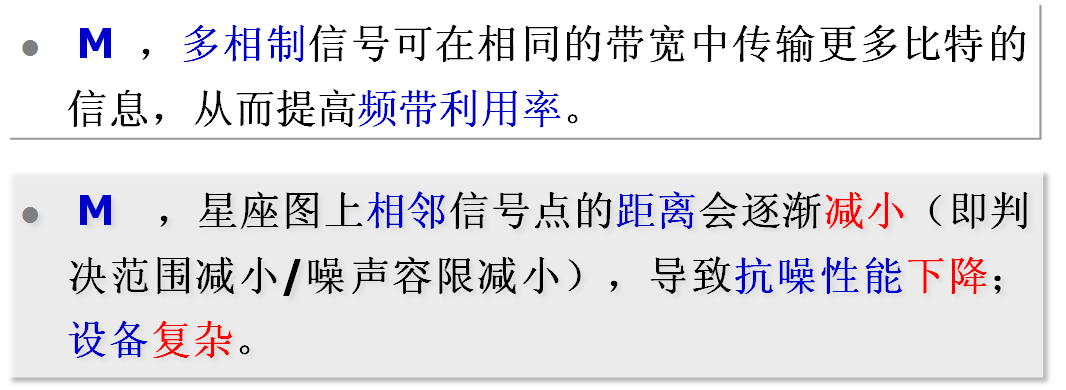 ● M ，多相制信号可在相同的带宽中传输更多比特的
信息，从而提高频带利用率。
● M ，星座图上相邻信号点的距离会逐渐减小（即判
决范围减小/噪声容限减小），导致抗噪性能下降；
设备复杂。